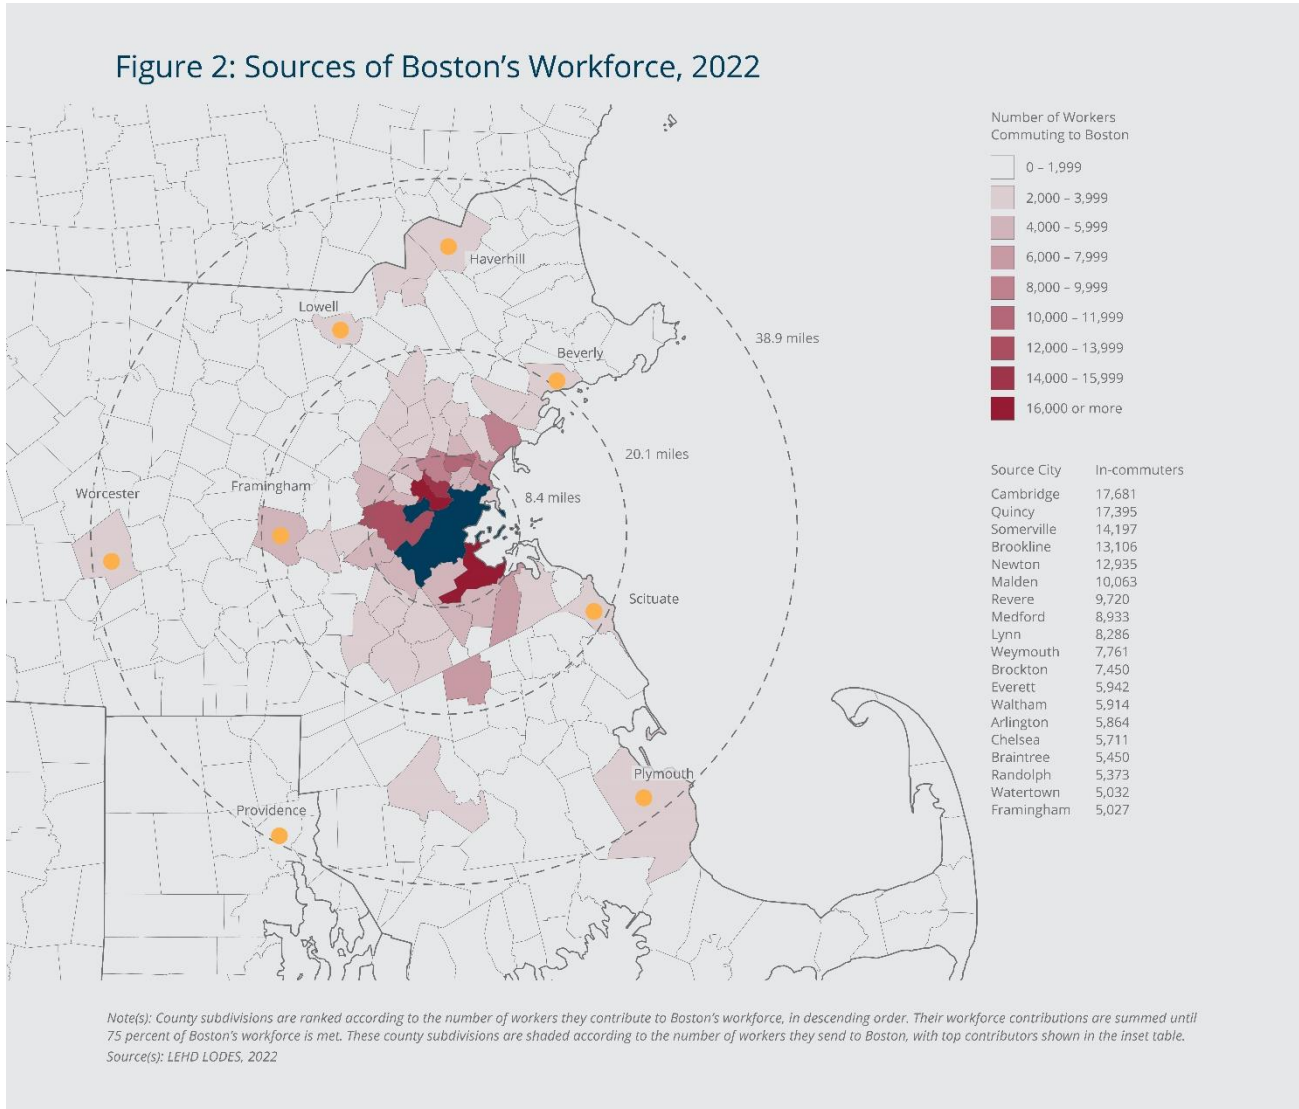 Figure 2: Sources of Boston's Workforce, 2022
Number of Workers
Commuting to Boston
0 – 1,999
2,000 – 3,999
4,000 – 5,999
6,000 – 7,999
8,000 – 9,999
10,000 – 11,999
12,000 – 13,999
14,000 – 15,999
16,000 or more
Haverhill
Lowell
38.9 miles
Beverly
20.1 miles
Framingham
Worcester
8.4 miles
Scituate
Plymouth
Providence
Source City In-commuters
Cambridge 17,681
Quincy 17,395
Somerville 14,197
Brookline 13,106
Newton 12,935
Malden 10,063
Revere 9,720
Medford 8,933
Lynn 8,286
Weymouth 7,761
Brockton 7,450
Everett 5,942
Waltham 5,914
Arlington 5,864
Chelsea 5,711
Braintree 5,450
Randolph 5,373
Watertown 5,032
Framingham 5,027
Note(s): County subdivisions are ranked according to the number of workers they contribute to Boston's workforce, in descending order. Their workforce contributions are summed until
75 percent of Boston's workforce is met. These county subdivisions are shaded according to the number of workers they send to Boston, with top contributors shown in the inset table.
Source(s): LEHD LODES, 2022